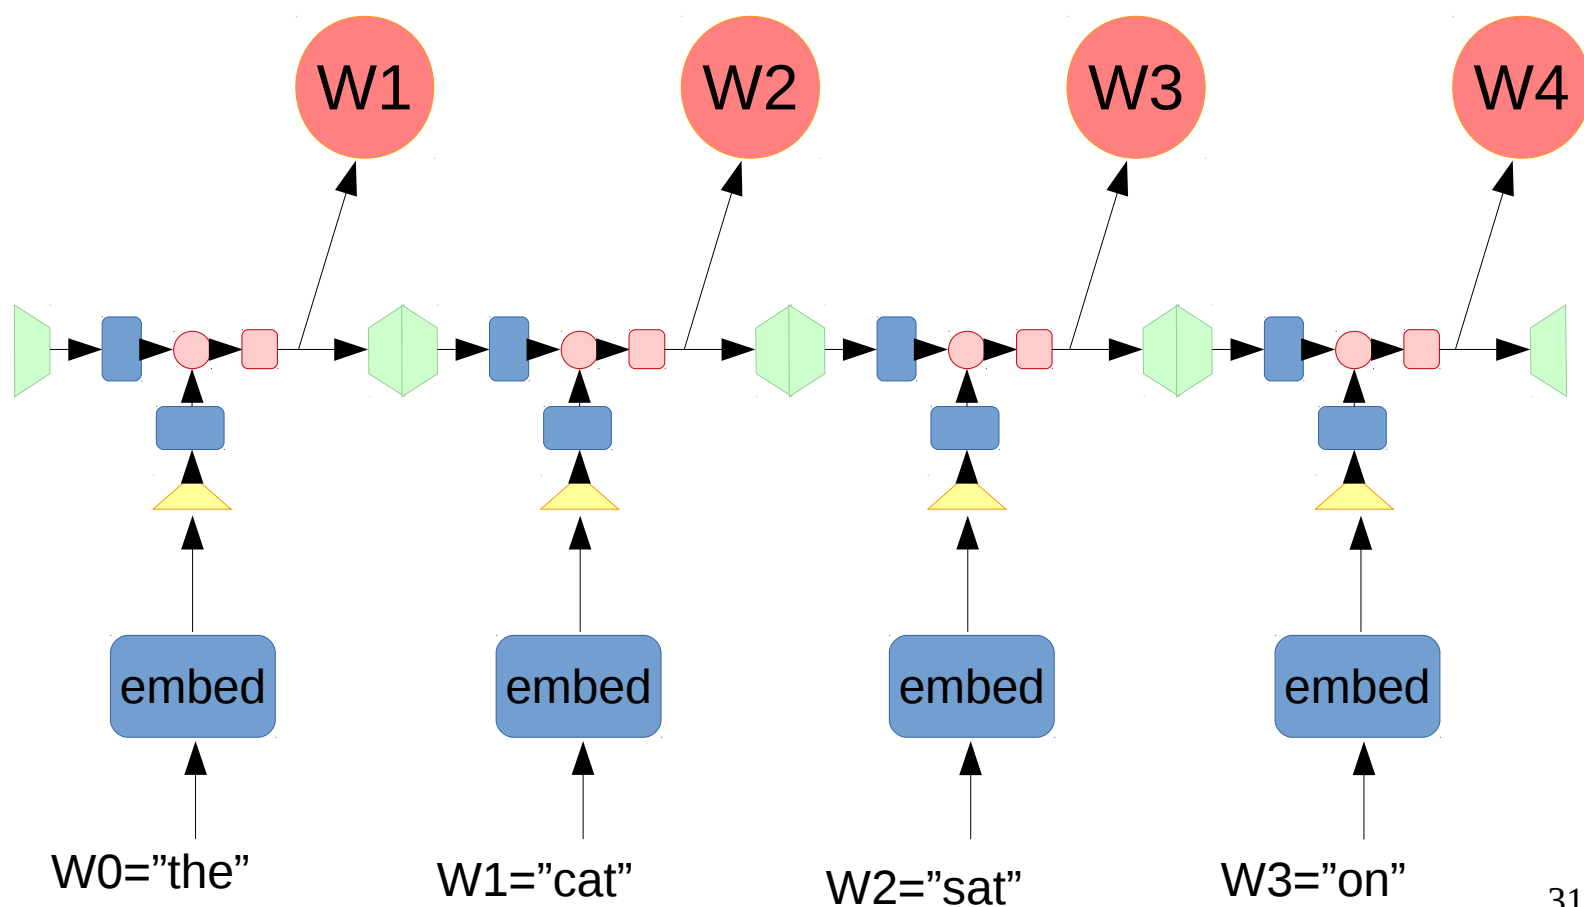 W1 W2 W3 W4
embed embed embed embed
W0=”the” W1=”cat” W2=”sat” W3=”on”
31